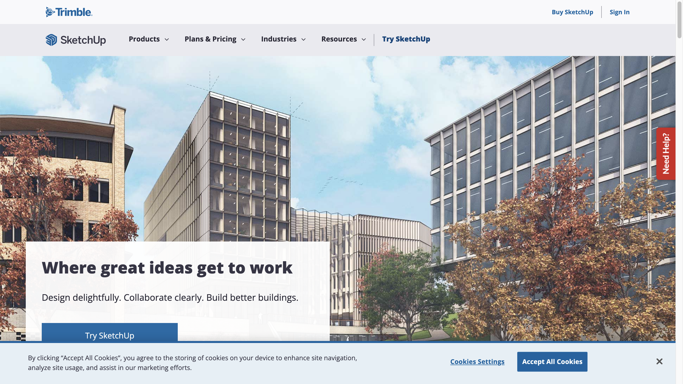 Trimble.
Buy SketchUp
Sign In
SketchUp
Products
Plans & Pricing
Industries
Resources
Try SketchUp
Need Help?
Where great ideas get to work
Design delightfully. Collaborate clearly. Build better buildings.
Try SketchUp
By clicking “Accept All Cookies”, you agree to the storing of cookies on your device to enhance site navigation,
analyze site usage, and assist in our marketing efforts.
Cookies Settings
Accept All Cookies